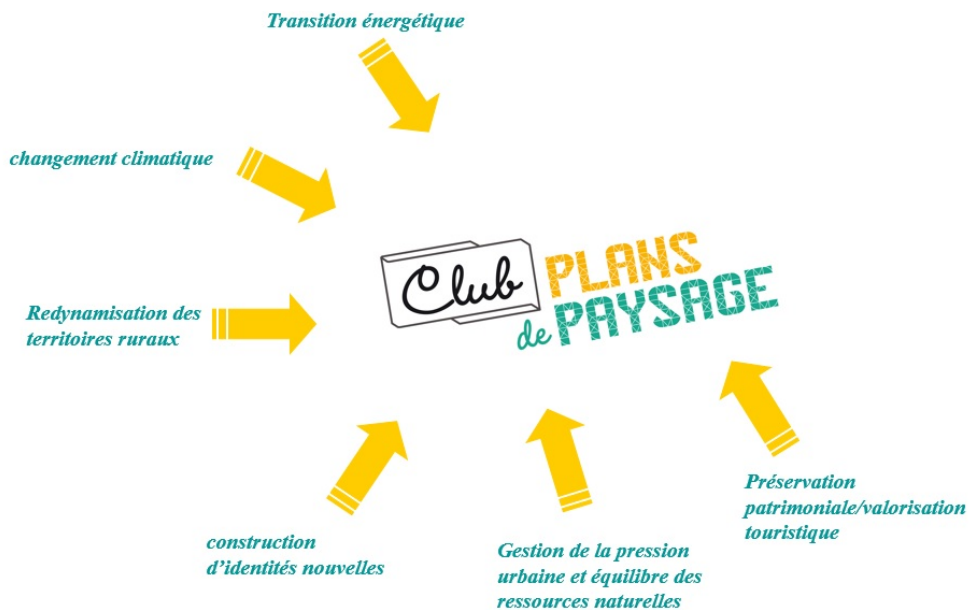 Transition énergétique
changement climatique
Club PLANS
de PAYSAGE
Redynamisation des
territoires ruraux
Préservation
patrimoniale/valorisation
touristique
construction
d'identités nouvelles
Gestion de la pression
urbaine et équilibre des
ressources naturelles